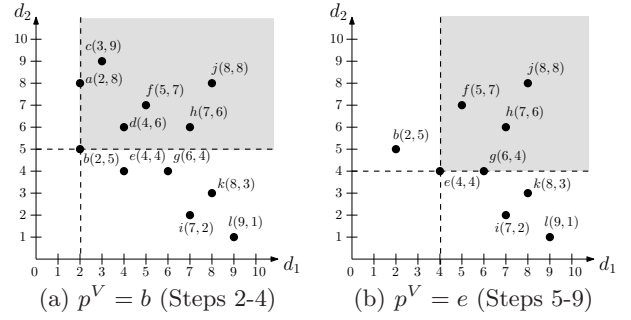 d₂
10
9
8
7
6
5
4
3
2
1
0
1 2 3 4 5 6 7 8 9 10
d₁
c(3,9)
a(2,8)
j(8,8)
f(5,7)
d(4,6)
h(7,6)
b(2,5)
e(4,4)
g(6,4)
k(8,3)
i(7,2)
l(9,1)
(a) pⱽ = b (Steps 2-4)
d₂
10
9
8
7
6
5
4
3
2
1
0
1 2 3 4 5 6 7 8 9 10
d₁
j(8,8)
f(5,7)
h(7,6)
b(2,5)
g(6,4)
e(4,4)
k(8,3)
i(7,2)
l(9,1)
(b) pⱽ = e (Steps 5-9)